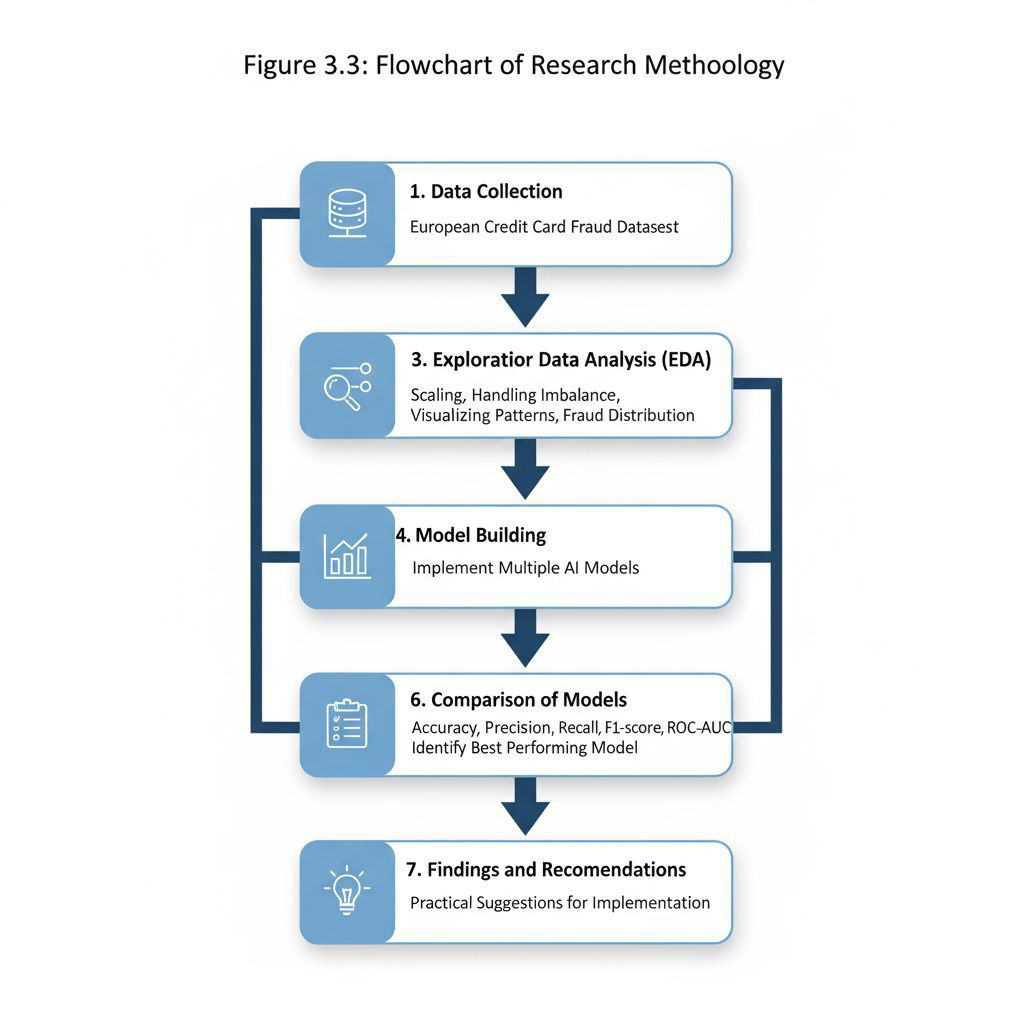 Figure 3.3: Flowchart of Research Methoology
1. Data Collection
European Credit Card Fraud Datasest
3. Exploratior Data Analysis (EDA)
Scaling, Handling Imbalance,
Visualizing Patterns, Fraud Distribution
4. Model Building
Implement Multiple AI Models
6. Comparison of Models
Accuracy, Precision, Recall, F1-score, ROC-AUC
Identify Best Performing Model
7. Findings and Recomendations
Practical Suggestions for Implementation